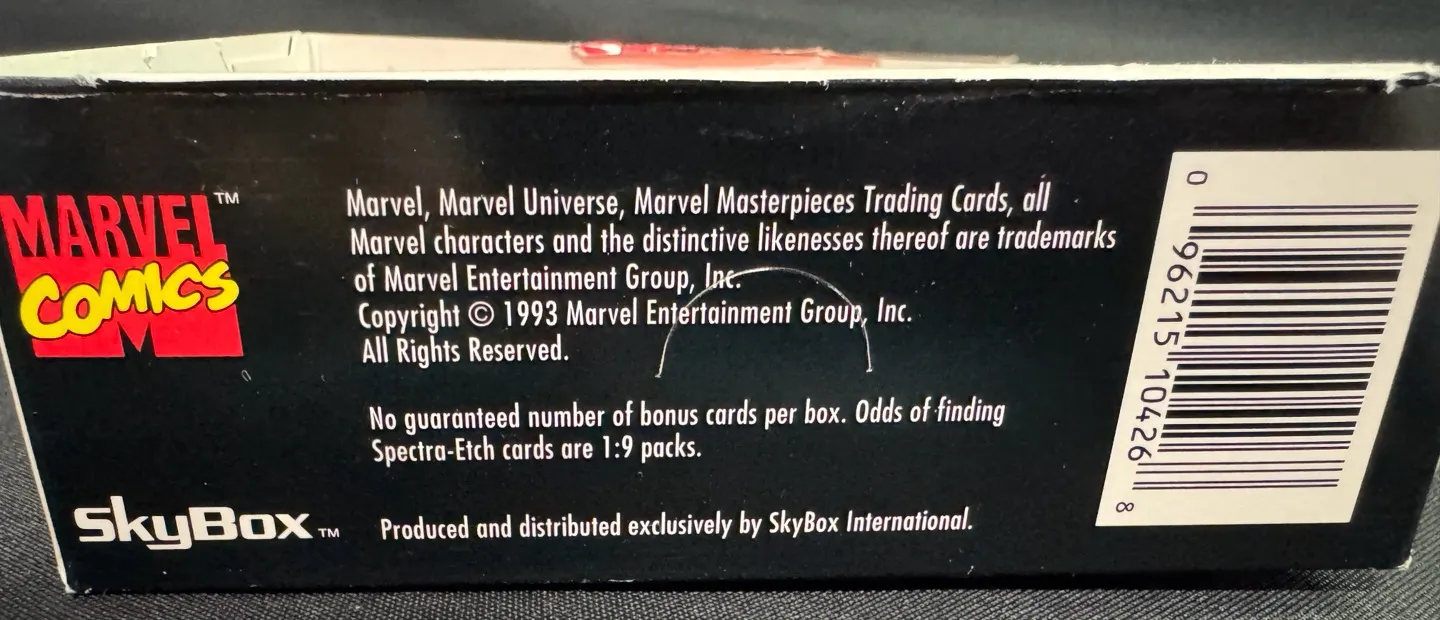 MARVEL™
COMICS
Marvel, Marvel Universe, Marvel Masterpieces Trading Cards, all
Marvel characters and the distinctive likenesses thereof are trademarks
of Marvel Entertainment Group, Inc.
Copyright © 1993 Marvel Entertainment Group, Inc.
All Rights Reserved.
No guaranteed number of bonus cards per box. Odds of finding
Spectra-Etch cards are 1:9 packs.
SkyBox™
Produced and distributed exclusively by SkyBox International.
0 96215 10426 8